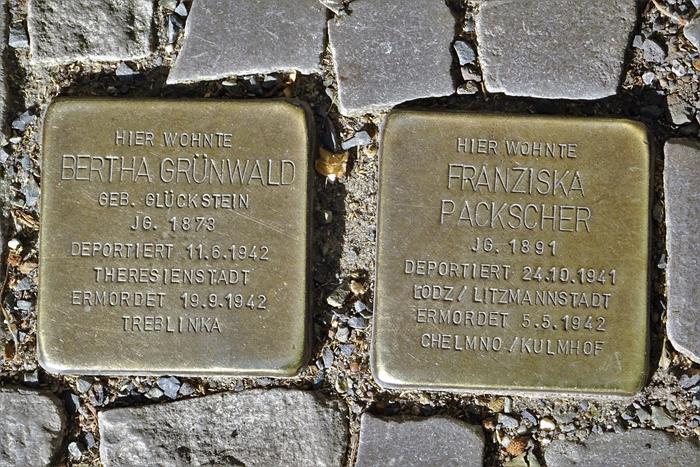 HIER WOHNTE
BERTHA GRÜNWALD
GEB. GLÜCKSTEIN
JG. 1873
DEPORTIERT 11.6.1942
THERESIENSTADT
ERMORDET 19.9.1942
TREBLINKA
HIER WOHNTE
FRANZISKA
PACKSCHER
JG. 1891
DEPORTIERT 24.10.1941
LODZ/LITZMANNSTADT
ERMORDET 5.5.1942
CHELMNO/KULMHOF